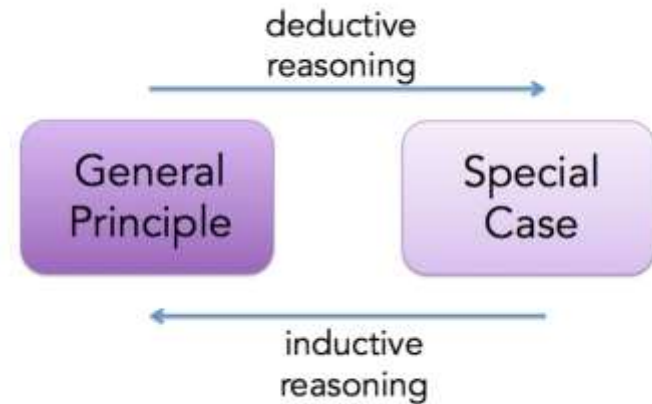 deductive
reasoning
General
Principle
Special
Case
inductive
reasoning